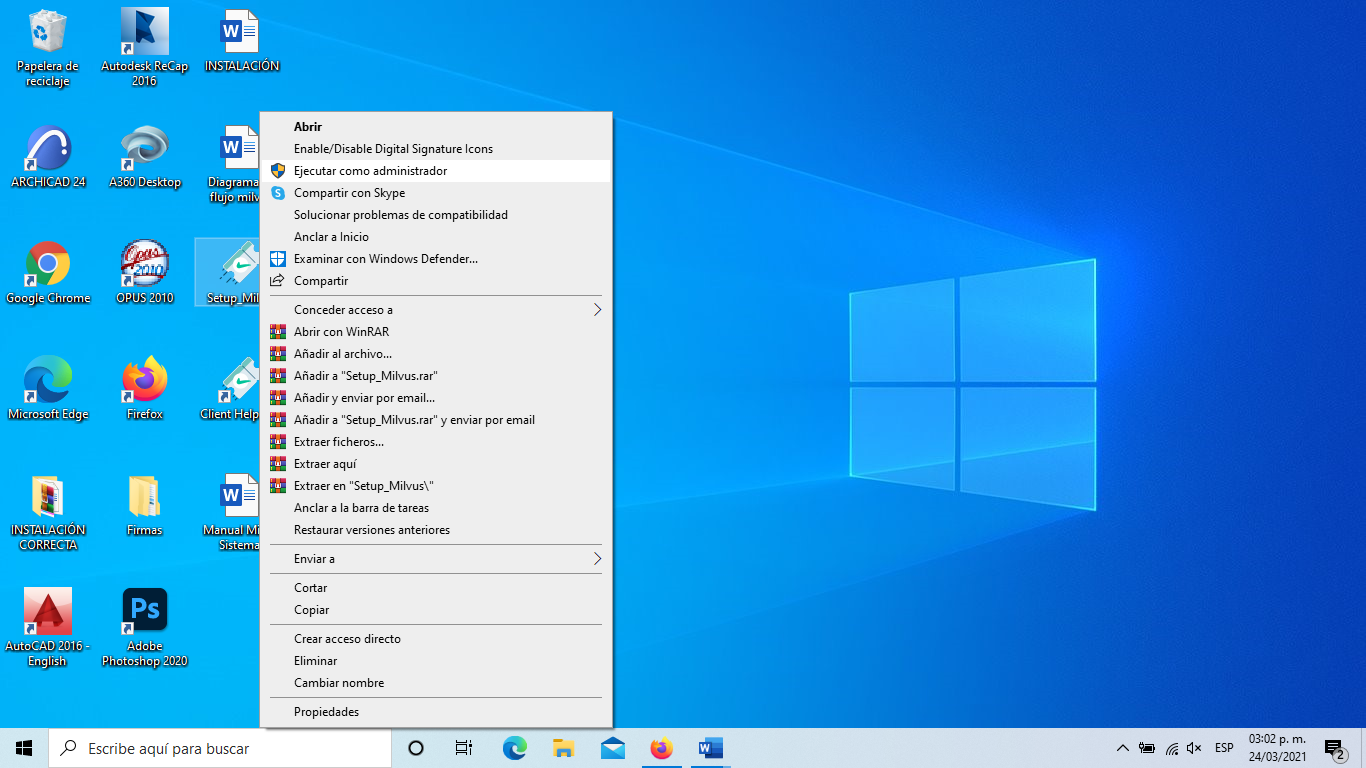 Papelera de
reciclaje
Autodesk ReCap
2016
INSTALACIÓN
ARCHICAD 24
A360 Desktop
Diagrama
flujo milv
Google Chrome
OPUS 2010
Setup_Mil
Microsoft Edge
Firefox
Client Help
INSTALACIÓN
CORRECTA
Firmas
Manual Mi
Sistema
AutoCAD 2016 -
English
Adobe
Photoshop 2020
Abrir
Enable/Disable Digital Signature Icons
Ejecutar como administrador
Compartir con Skype
Solucionar problemas de compatibilidad
Anclar a Inicio
Examinar con Windows Defender...
Compartir
Conceder acceso a
Abrir con WinRAR
Añadir al archivo...
Añadir a "Setup_Milvus.rar"
Añadir y enviar por email...
Añadir a "Setup_Milvus.rar" y enviar por email
Extraer ficheros...
Extraer aquí
Extraer en "Setup_Milvus\"
Anclar a la barra de tareas
Restaurar versiones anteriores
Enviar a
Cortar
Copiar
Crear acceso directo
Eliminar
Cambiar nombre
Propiedades
Escribe aquí para buscar
ESP
03:02 p. m.
24/03/2021
2